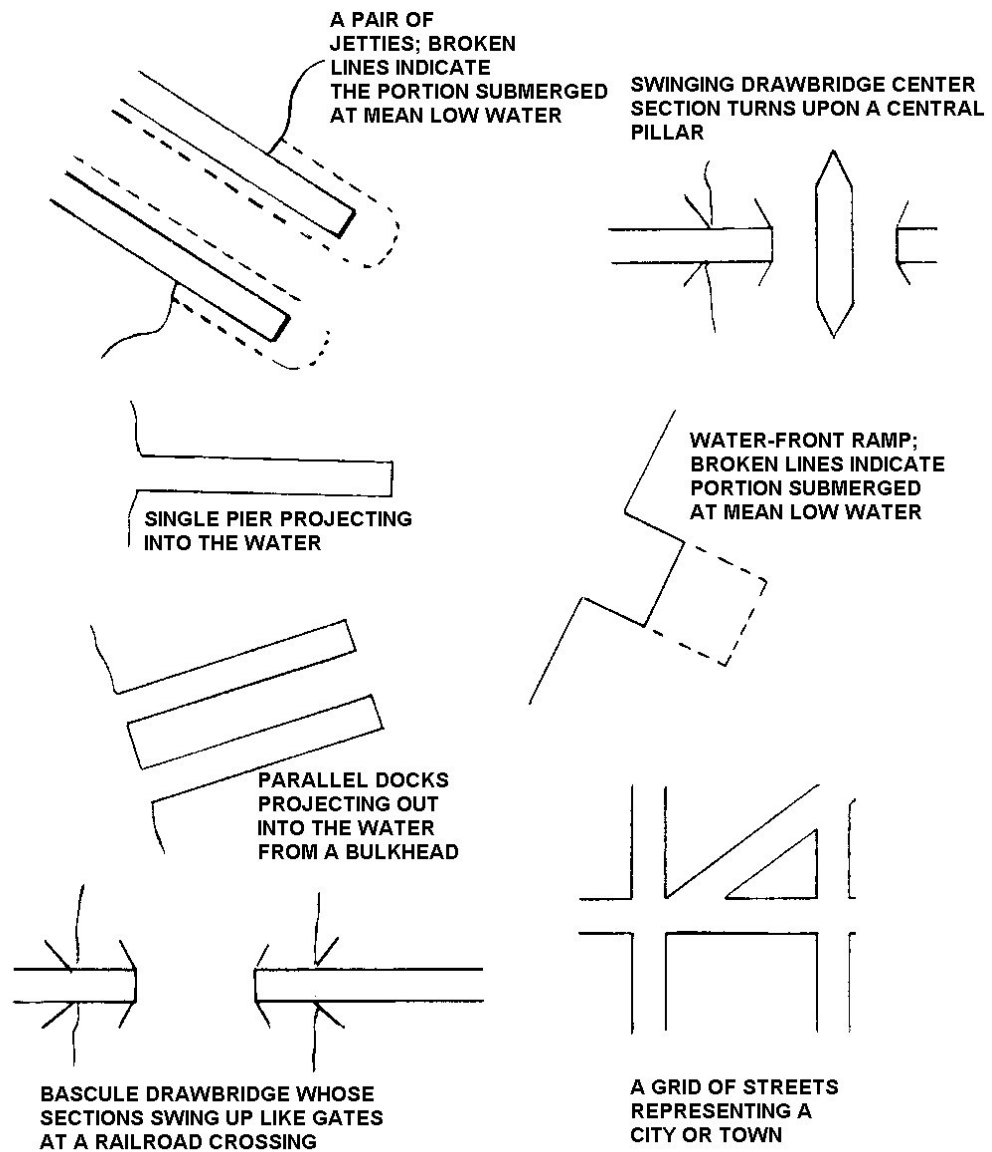 A PAIR OF
JETTIES; BROKEN
LINES INDICATE
THE PORTION SUBMERGED
AT MEAN LOW WATER
SWINGING DRAWBRIDGE CENTER
SECTION TURNS UPON A CENTRAL
PILLAR
SINGLE PIER PROJECTING
INTO THE WATER
WATER-FRONT RAMP;
BROKEN LINES INDICATE
PORTION SUBMERGED
AT MEAN LOW WATER
PARALLEL DOCKS
PROJECTING OUT
INTO THE WATER
FROM A BULKHEAD
BASCULE DRAWBRIDGE WHOSE
SECTIONS SWING UP LIKE GATES
AT A RAILROAD CROSSING
A GRID OF STREETS
REPRESENTING A
CITY OR TOWN